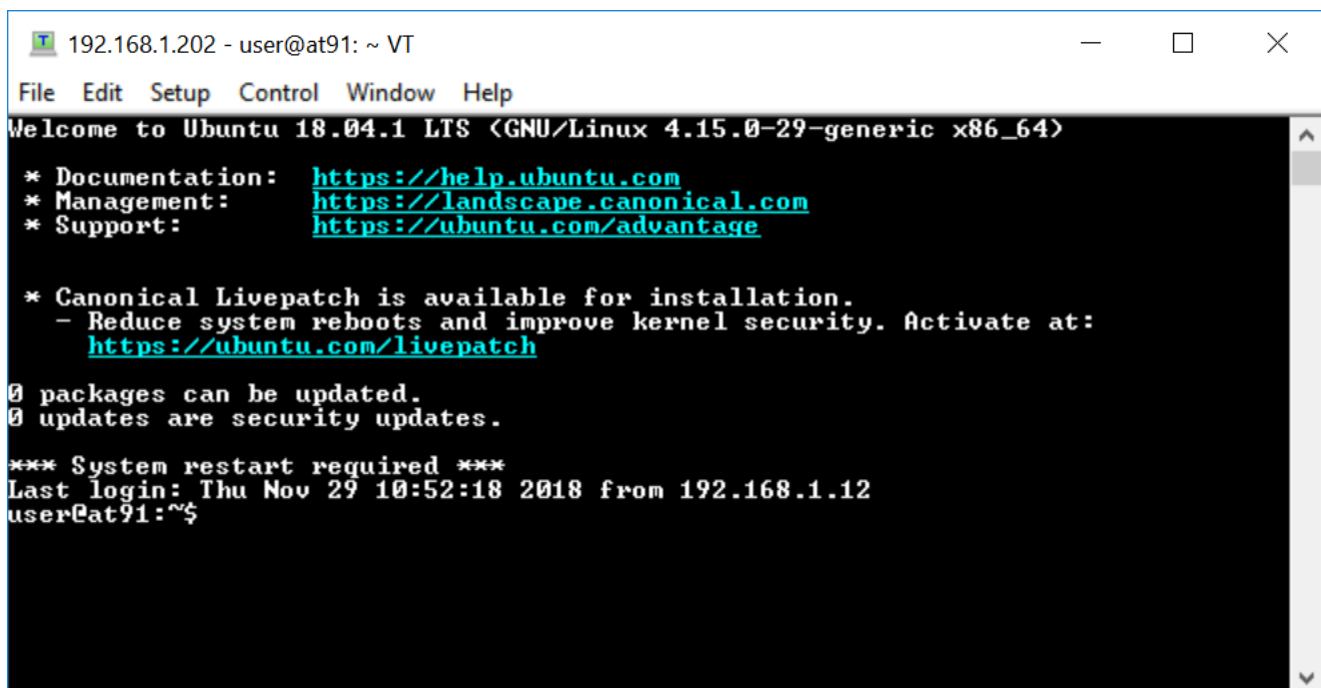 192.168.1.202 - user@at91: ~ VT
File Edit Setup Control Window Help
Welcome to Ubuntu 18.04.1 LTS (GNU/Linux 4.15.0-29-generic x86_64)
* Documentation: https://help.ubuntu.com
* Management: https://landscape.canonical.com
* Support: https://ubuntu.com/advantage
* Canonical Livepatch is available for installation.
- Reduce system reboots and improve kernel security. Activate at:
https://ubuntu.com/livepatch
0 packages can be updated.
0 updates are security updates.
*** System restart required ***
Last login: Thu Nov 29 10:52:18 2018 from 192.168.1.12
user@at91:~$